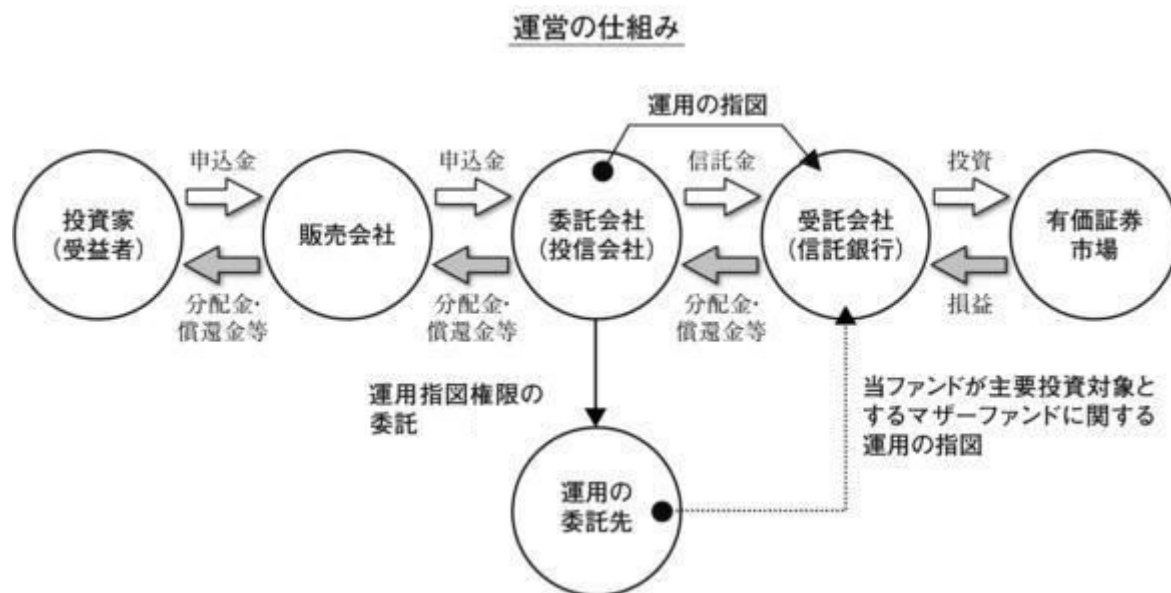 運営の仕組み
運用の指図
申込金
申込金
信託金
投資
投資家
(受益者)
販売会社
委託会社
(投信会社)
受託会社
(信託銀行)
有価証券
市場
分配金・
償還金等
分配金・
償還金等
分配金・
償還金等
損益
運用指図権限の
委託
当ファンドが主要投資対象と
するマザーファンドに関する
運用の指図
運用の
委託先